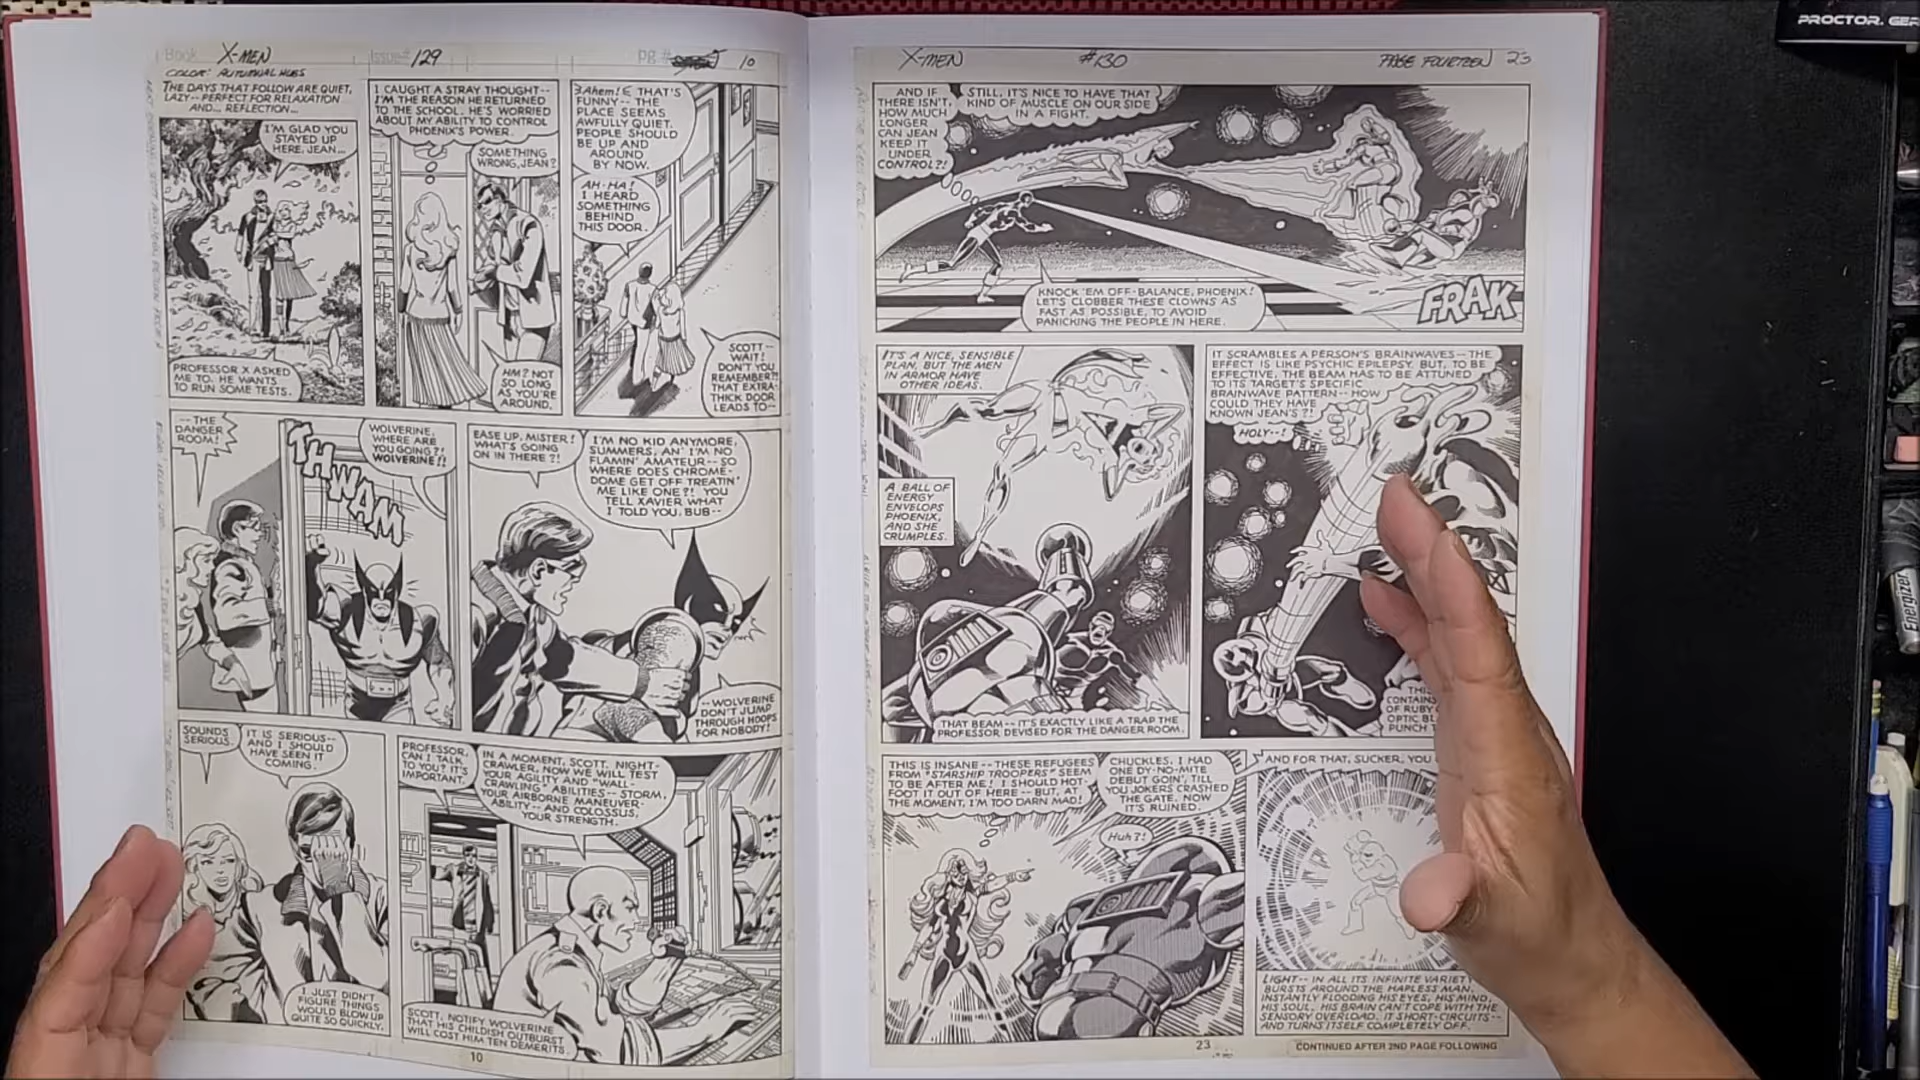 Book X-MEN Issue# 129 pg # 10
COLOR: AUTUMNAL HUES
THE DAYS THAT FOLLOW ARE QUIET,
LAZY-- PERFECT FOR RELAXATION
AND... REFLECTION...
I'M GLAD YOU
STAYED UP
HERE, JEAN...
PROFESSOR X ASKED
ME TO. HE WANTS
TO RUN SOME TESTS.
I CAUGHT A STRAY THOUGHT--
I'M THE REASON HE RETURNED
TO THE SCHOOL. HE'S WORRIED
ABOUT MY ABILITY TO CONTROL
PHOENIX'S POWER.
SOMETHING
WRONG, JEAN?
HM? NOT
SO LONG
AS YOU'RE
AROUND.
Ahem! THAT'S
FUNNY-- THE
PLACE SEEMS
AWFULLY QUIET.
PEOPLE SHOULD
BE UP AND
AROUND
BY NOW.
AH-HA!
I HEARD
SOMETHING
BEHIND
THIS DOOR.
SCOTT--
WAIT!
DON'T YOU
REMEMBER?!
THAT EXTRA-
THICK DOOR
LEADS TO--
--THE
DANGER
ROOM!
THWAM
WOLVERINE,
WHERE ARE
YOU GOING?!
WOLVERINE!!
EASE UP, MISTER!
WHAT'S GOING
ON IN THERE?!
I'M NO KID ANYMORE,
SUMMERS, AN' I'M NO
FLAMIN' AMATEUR-- SO
WHERE DOES CHROME-
DOME GET OFF TREATIN'
ME LIKE ONE?! YOU
TELL XAVIER WHAT
I TOLD YOU, BUB--
-- WOLVERINE
DON'T JUMP
THROUGH HOOPS
FOR NOBODY!
SOUNDS
SERIOUS.
IT IS SERIOUS--
AND I SHOULD
HAVE SEEN IT
COMING.
I JUST DIDN'T
FIGURE THINGS
WOULD BLOW UP
QUITE SO QUICKLY.
PROFESSOR,
CAN I TALK
TO YOU? IT'S
IMPORTANT.
IN A MOMENT, SCOTT. NIGHT-
CRAWLER, NOW WE WILL TEST
YOUR AGILITY AND "WALL-
CRAWLING" ABILITIES-- STORM,
YOUR AIRBORNE MANEUVER-
ABILITY-- AND COLOSSUS,
YOUR STRENGTH.
SCOTT, NOTIFY WOLVERINE
THAT HIS CHILDISH OUTBURST
WILL COST HIM TEN DEMERITS.
10
X-MEN #130 PAGE FOURTEEN 23
AND IF
THERE ISN'T,
HOW MUCH
LONGER
CAN JEAN
KEEP IT
UNDER
CONTROL?!
STILL, IT'S NICE TO HAVE THAT
KIND OF MUSCLE ON OUR SIDE
IN A FIGHT.
KNOCK 'EM OFF-BALANCE, PHOENIX!
LET'S CLOBBER THESE CLOWNS AS
FAST AS POSSIBLE, TO AVOID
PANICKING THE PEOPLE IN HERE.
FRAK
IT'S A NICE, SENSIBLE
PLAN, BUT THE MEN
IN ARMOR HAVE
OTHER IDEAS.
A BALL OF
ENERGY
ENVELOPS
PHOENIX,
AND SHE
CRUMPLES.
THAT BEAM-- IT'S EXACTLY LIKE A TRAP THE
PROFESSOR DEVISED FOR THE DANGER ROOM.
IT SCRAMBLES A PERSON'S BRAINWAVES-- THE
EFFECT IS LIKE PSYCHIC EPILEPSY. BUT, TO BE
EFFECTIVE, THE BEAM HAS TO BE ATTUNED
TO ITS TARGET'S SPECIFIC
BRAINWAVE PATTERN-- HOW
COULD THEY HAVE
KNOWN JEAN'S?!
HOLY--!
CONTAINS
OF RUBY
OPTIC BL
PUNCH T
THIS IS INSANE-- THESE REFUGEES
FROM "STARSHIP TROOPERS" SEEM
TO BE AFTER ME! I SHOULD HOT-
FOOT IT OUT OF HERE-- BUT, AT
THE MOMENT, I'M TOO DARN MAD!
CHUCKLES, I HAD
ONE DY-NO-MITE
DEBUT GOIN', TILL
YOU JOKERS CRASHED
THE GATE. NOW
IT'S RUINED.
Huh?!
AND FOR THAT, SUCKER, YOU
LIGHT-- IN ALL ITS INFINITE VARIETY
BURSTS AROUND THE HAPLESS MAN,
INSTANTLY FLOODING HIS EYES, HIS MIND,
HIS SOUL. HIS BRAIN CAN'T COPE WITH THE
SENSORY OVERLOAD. IT SHORT-CIRCUITS--
AND TURNS ITSELF COMPLETELY OFF.
23
CONTINUED AFTER 2ND PAGE FOLLOWING
PROCTOR. GER
Energizer